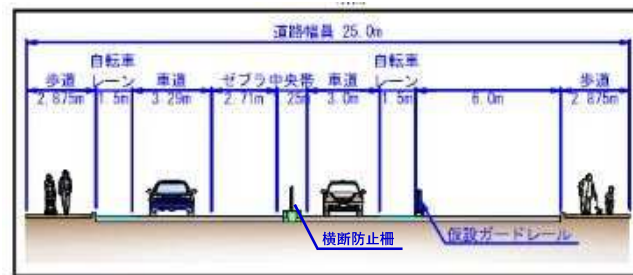 道路幅員 25.0m
自転車 自転車
歩道 レーン 車道 ゼブラ 中央帯 車道 レーン 歩道
2.875m 1.5m 3.29m 2.71m 1.25m 3.0m 1.5m 6.0m 2.875m
横断防止柵
仮設ガードレール